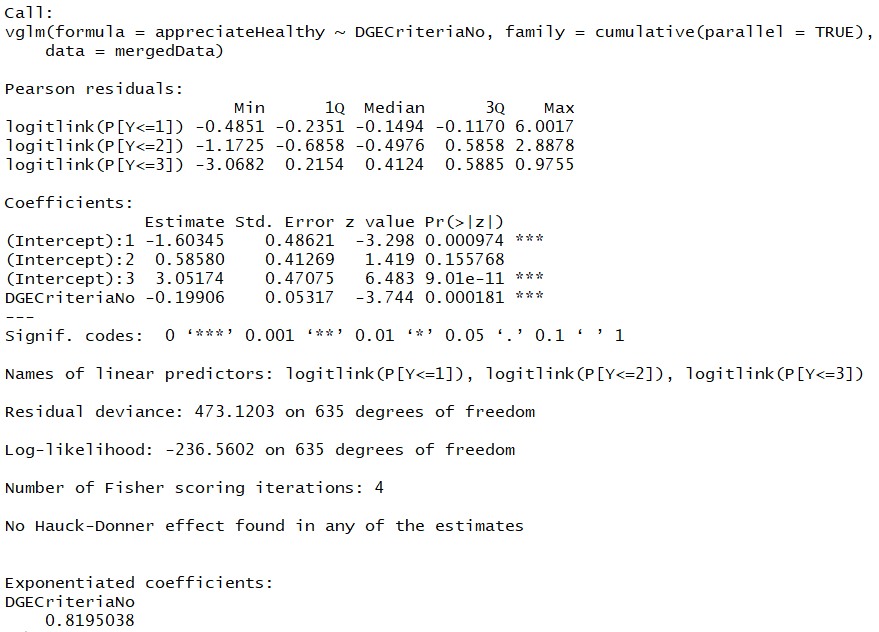 Call:
vglm(formula = appreciateHealthy ~ DGECriteriaNo, family = cumulative(parallel = TRUE),
    data = mergedData)
Pearson residuals:
                       Min      1Q  Median      3Q    Max
logitlink(P[Y<=1]) -0.4851 -0.2351 -0.1494 -0.1170 6.0017
logitlink(P[Y<=2]) -1.1725 -0.6858 -0.4976  0.5858 2.8878
logitlink(P[Y<=3]) -3.0682  0.2154  0.4124  0.5885 0.9755
Coefficients:
              Estimate Std. Error z value Pr(>|z|)
(Intercept):1 -1.60345    0.48621  -3.298 0.000974 ***
(Intercept):2  0.58580    0.41269   1.419 0.155768
(Intercept):3  3.05174    0.47075   6.483 9.01e-11 ***
DGECriteriaNo -0.19906    0.05317  -3.744 0.000181 ***
---
Signif. codes:  0 ‘***’ 0.001 ‘**’ 0.01 ‘*’ 0.05 ‘.’ 0.1 ‘ ’ 1
Names of linear predictors: logitlink(P[Y<=1]), logitlink(P[Y<=2]), logitlink(P[Y<=3])
Residual deviance: 473.1203 on 635 degrees of freedom
Log-likelihood: -236.5602 on 635 degrees of freedom
Number of Fisher scoring iterations: 4
No Hauck-Donner effect found in any of the estimates
Exponentiated coefficients:
DGECriteriaNo
    0.8195038